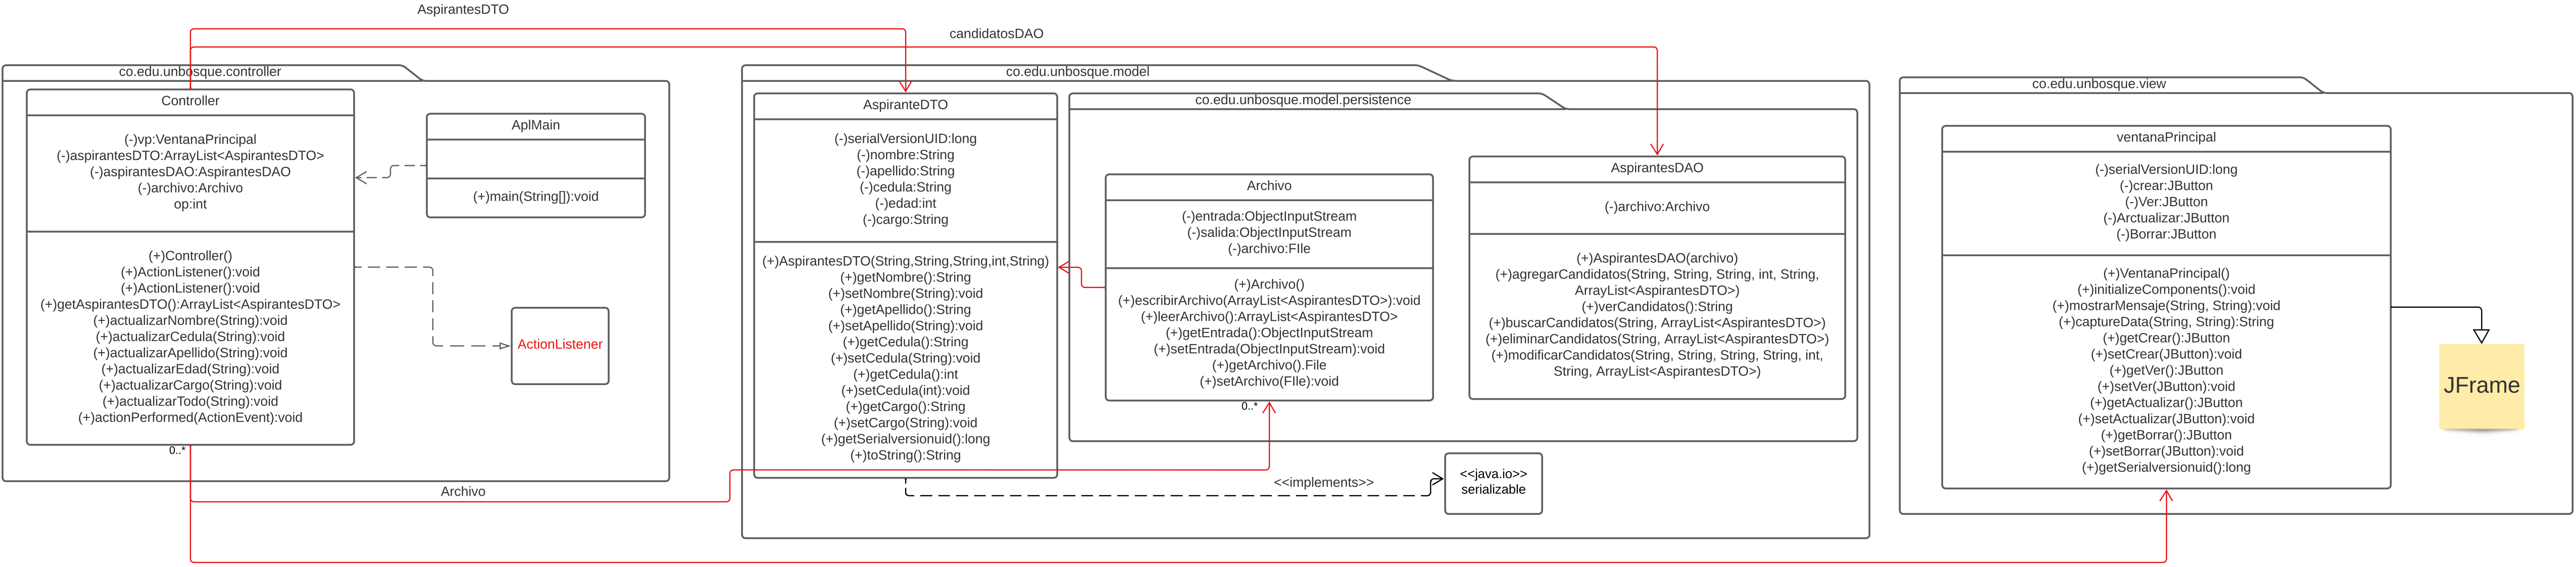 AspirantesDTO
candidatosDAO
co.edu.unbosque.controller
Controller
(-)vp:VentanaPrincipal
(-)aspirantesDTO:ArrayList<AspirantesDTO>
(-)aspirantesDAO:AspirantesDAO
(-)archivo:Archivo
op:int
(+)Controller()
(+)ActionListener():void
(+)ActionListener():void
(+)getAspirantesDTO():ArrayList<AspirantesDTO>
(+)actualizarNombre(String):void
(+)actualizarCedula(String):void
(+)actualizarApellido(String):void
(+)actualizarEdad(String):void
(+)actualizarCargo(String):void
(+)actualizarTodo(String):void
(+)actionPerformed(ActionEvent):void
0..*
AplMain
(+)main(String[]):void
ActionListener
Archivo
co.edu.unbosque.model
AspiranteDTO
(-)serialVersionUID:long
(-)nombre:String
(-)apellido:String
(-)cedula:String
(-)edad:int
(-)cargo:String
(+)AspirantesDTO(String,String,String,int,String)
(+)getNombre():String
(+)setNombre(String):void
(+)getApellido():String
(+)setApellido(String):void
(+)getCedula():String
(+)setCedula(String):void
(+)getCedula():int
(+)setCedula(int):void
(+)getCargo():String
(+)setCargo(String):void
(+)getSerialversionuid():long
(+)toString():String
co.edu.unbosque.model.persistence
Archivo
(-)entrada:ObjectInputStream
(-)salida:ObjectInputStream
(-)archivo:FIle
(+)Archivo()
(+)escribirArchivo(ArrayList<AspirantesDTO>):void
(+)leerArchivo():ArrayList<AspirantesDTO>
(+)getEntrada():ObjectInputStream
(+)setEntrada(ObjectInputStream):void
(+)getArchivo().File
(+)setArchivo(FIle):void
0..*
AspirantesDAO
(-)archivo:Archivo
(+)AspirantesDAO(archivo)
(+)agregarCandidatos(String, String, String, int, String,
ArrayList<AspirantesDTO>)
(+)verCandidatos():String
(+)buscarCandidatos(String, ArrayList<AspirantesDTO>)
(+)eliminarCandidatos(String, ArrayList<AspirantesDTO>)
(+)modificarCandidatos(String, String, String, String, int,
String, ArrayList<AspirantesDTO>)
<<implements>>
<<java.io>>
serializable
co.edu.unbosque.view
ventanaPrincipal
(-)serialVersionUID:long
(-)crear:JButton
(-)Ver:JButton
(-)Arctualizar:JButton
(-)Borrar:JButton
(+)VentanaPrincipal()
(+)initializeComponents():void
(+)mostrarMensaje(String, String):void
(+)captureData(String, String):String
(+)getCrear():JButton
(+)setCrear(JButton):void
(+)getVer():JButton
(+)setVer(JButton):void
(+)getActualizar():JButton
(+)setActualizar(JButton):void
(+)getBorrar():JButton
(+)setBorrar(JButton):void
(+)getSerialversionuid():long
JFrame